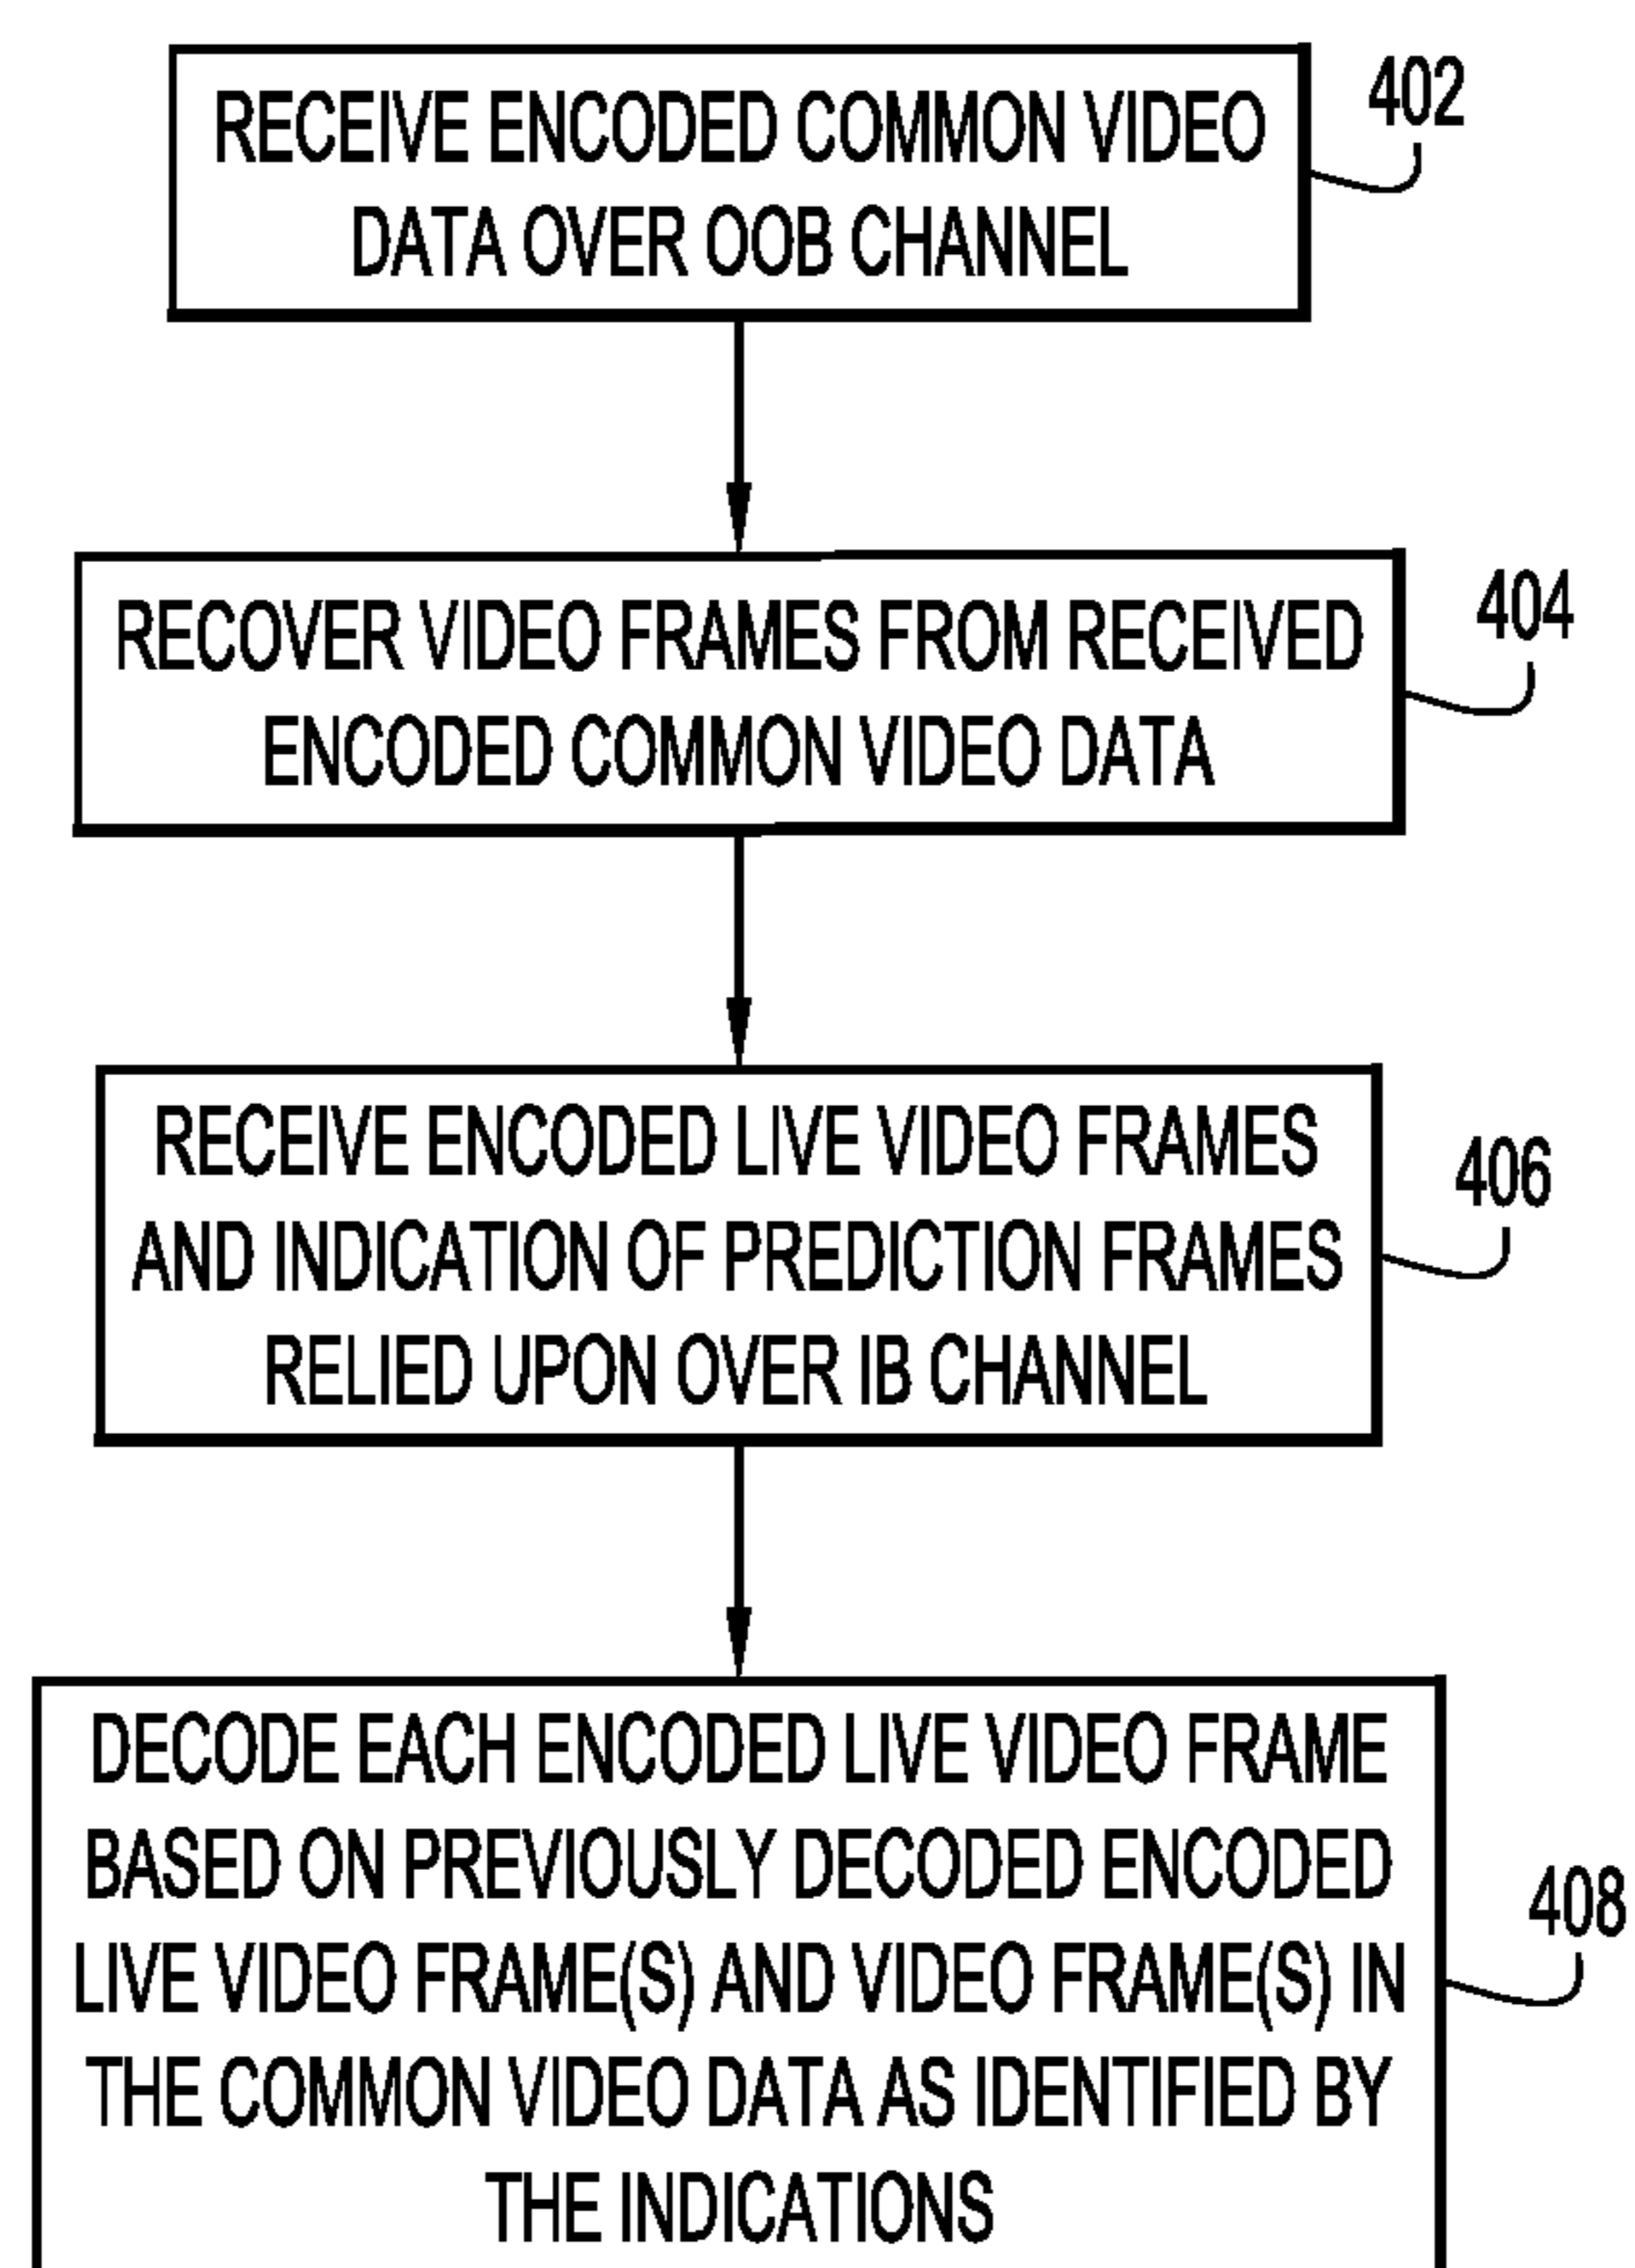 RECEIVE ENCODED COMMON VIDEO
DATA OVER OOB CHANNEL
402
RECOVER VIDEO FRAMES FROM RECEIVED
ENCODED COMMON VIDEO DATA
404
RECEIVE ENCODED LIVE VIDEO FRAMES
AND INDICATION OF PREDICTION FRAMES
RELIED UPON OVER IB CHANNEL
406
DECODE EACH ENCODED LIVE VIDEO FRAME
BASED ON PREVIOUSLY DECODED ENCODED
LIVE VIDEO FRAME(S) AND VIDEO FRAME(S) IN
THE COMMON VIDEO DATA AS IDENTIFIED BY
THE INDICATIONS
408